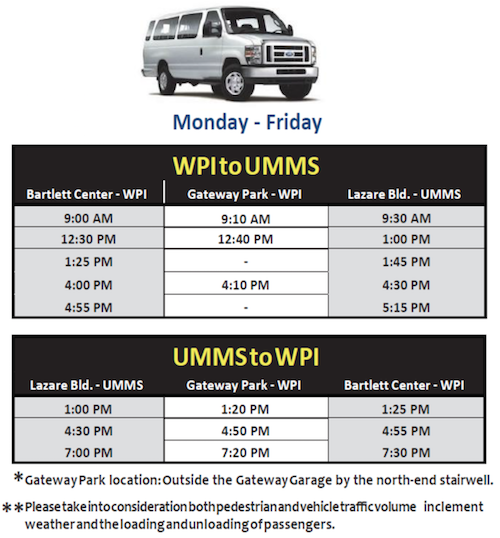 Monday - Friday
WPI to UMMS
Bartlett Center - WPI Gateway Park - WPI Lazare Bld. - UMMS
9:00 AM 9:10 AM 9:30 AM
12:30 PM 12:40 PM 1:00 PM
1:25 PM - 1:45 PM
4:00 PM 4:10 PM 4:30 PM
4:55 PM - 5:15 PM
UMMS to WPI
Lazare Bld. - UMMS Gateway Park - WPI Bartlett Center - WPI
1:00 PM 1:20 PM 1:25 PM
4:30 PM 4:50 PM 4:55 PM
7:00 PM 7:20 PM 7:30 PM
*Gateway Park location: Outside the Gateway Garage by the north-end stairwell.
**Please take into consideration both pedestrian and vehicle traffic volume inclement
weather and the loading and unloading of passengers.